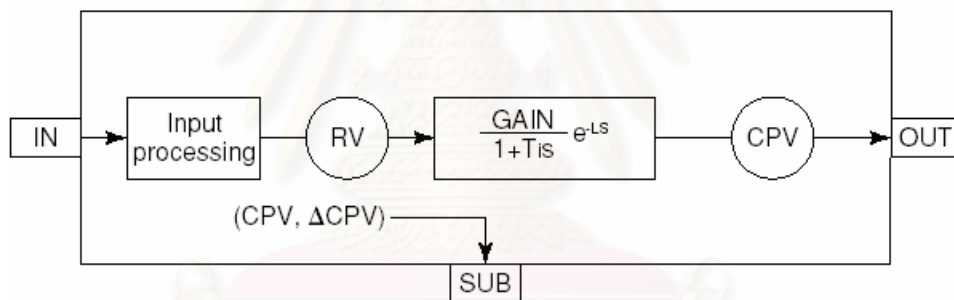 IN
Input
processing
RV
GAIN
1+Tis
e-LS
CPV
OUT
(CPV, ΔCPV)
SUB